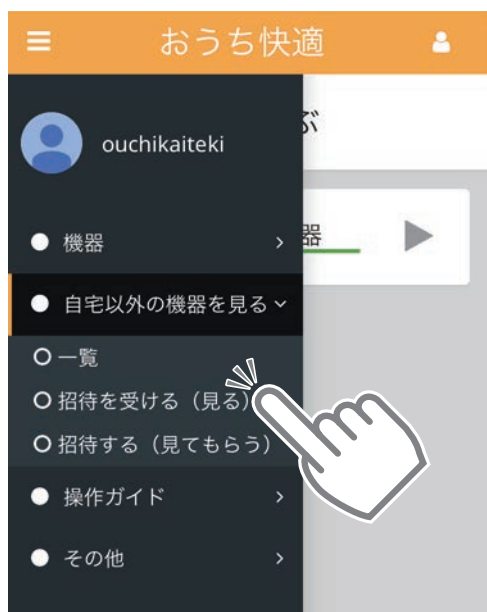 おうち快適
ouchikaiteki
ぶ
機器
器
自宅以外の機器を見る
一覧
招待を受ける（見る）
招待する（見てもらう）
操作ガイド
その他